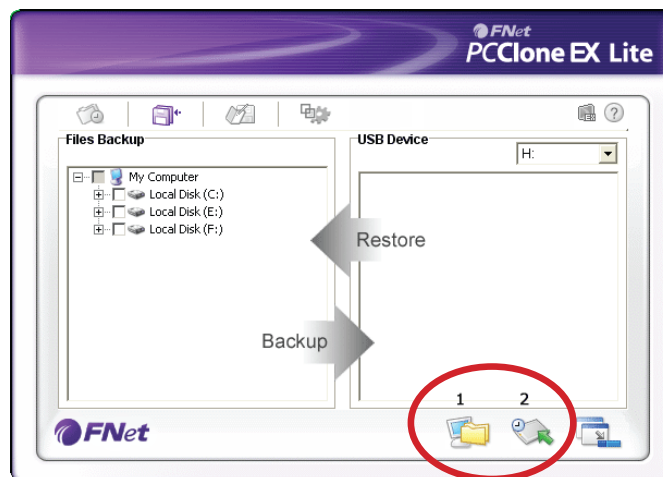 FNet
PCClone EX Lite
Files Backup
USB Device
H:
My Computer
Local Disk (C:)
Local Disk (E:)
Local Disk (F:)
Restore
Backup
1 2
FNet